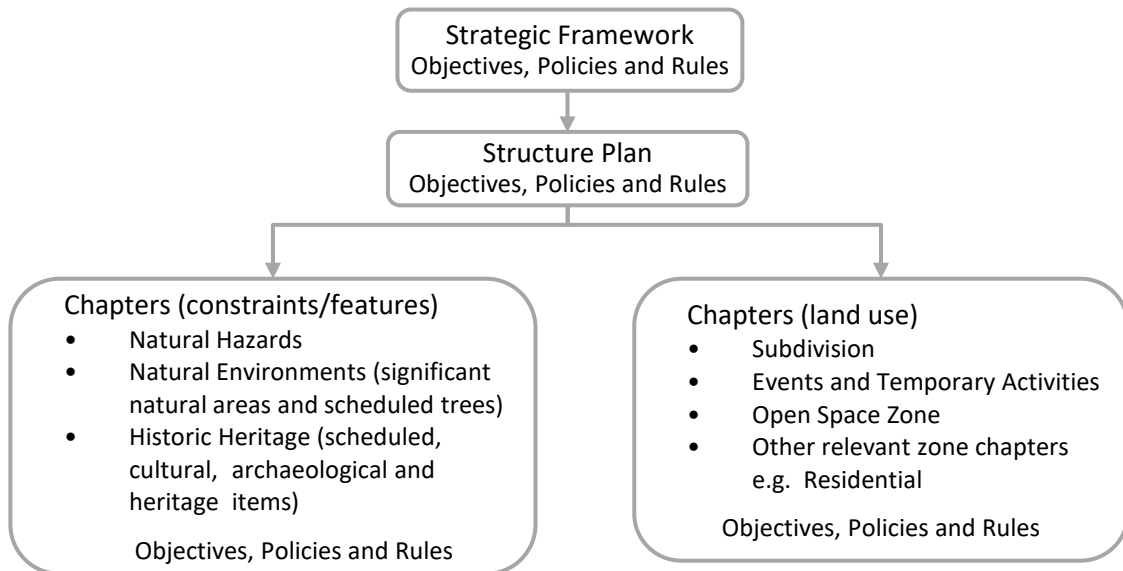 Strategic Framework
Objectives, Policies and Rules
Structure Plan
Objectives, Policies and Rules
Chapters (constraints/features)
• Natural Hazards
• Natural Environments (significant
natural areas and scheduled trees)
• Historic Heritage (scheduled,
cultural, archaeological and
heritage items)
Objectives, Policies and Rules
Chapters (land use)
• Subdivision
• Events and Temporary Activities
• Open Space Zone
• Other relevant zone chapters
e.g. Residential
Objectives, Policies and Rules